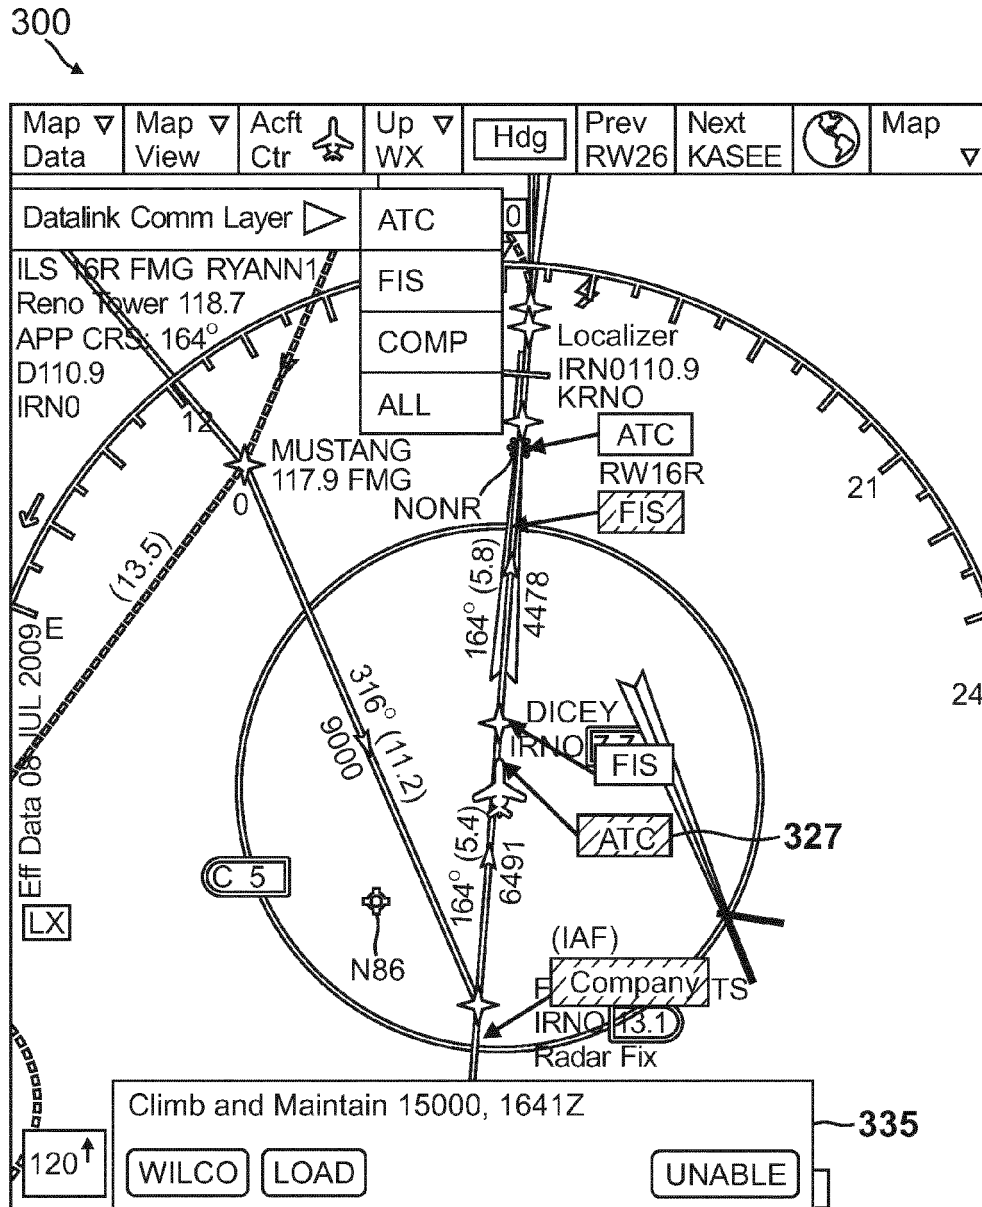 300
Map Data
Map View
Acft Ctr
Up WX
Hdg
Prev RW26
Next KASEE
Map
Datalink Comm Layer
ATC
FIS
COMP
ALL
0
ILS 16R FMG RYANN1
Reno Tower 118.7
APP CRS: 164°
D110.9
IRN0
12
MUSTANG
117.9 FMG
0
Localizer
IRN0110.9
KRNO
ATC
RW16R
NONR
FIS
21
24
E
(13.5)
164° (5.8)
4478
316° (11.2)
9000
DICEY
IRNO 7.7
FIS
ATC
327
164° (5.4)
6491
C 5
N86
Eff Data 08 JUL 2009
LX
(IAF)
Company
TS
IRNO 13.1
Radar Fix
Climb and Maintain 15000, 1641Z
335
120
WILCO
LOAD
UNABLE